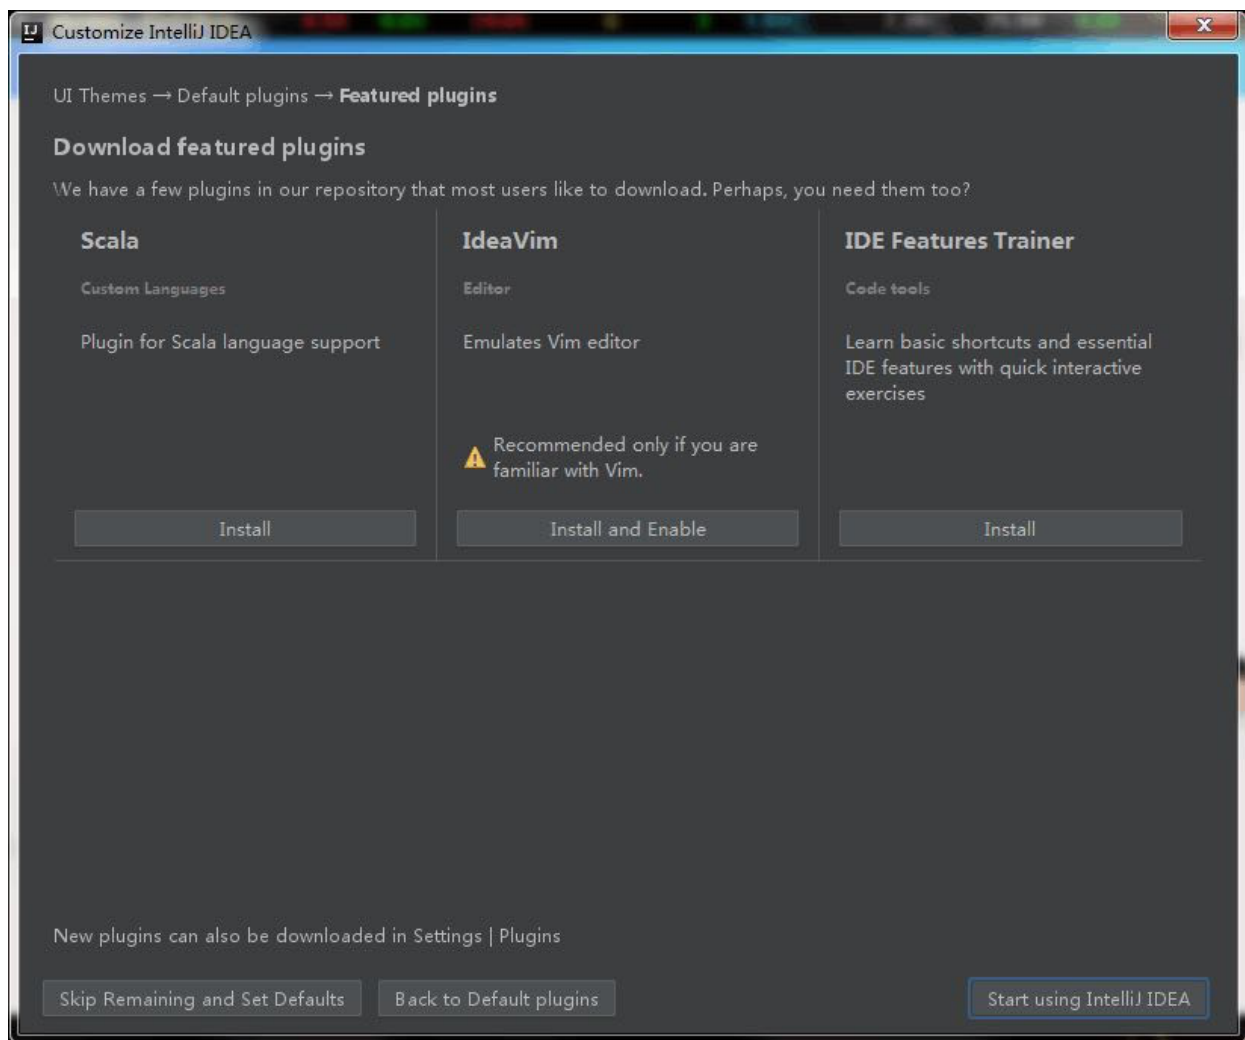 Customize IntelliJ IDEA
UI Themes → Default plugins → Featured plugins
Download featured plugins
We have a few plugins in our repository that most users like to download. Perhaps, you need them too?
Scala
Custom Languages
Plugin for Scala language support
Install
IdeaVim
Editor
Emulates Vim editor
Recommended only if you are
familiar with Vim.
Install and Enable
IDE Features Trainer
Code tools
Learn basic shortcuts and essential
IDE features with quick interactive
exercises
Install
New plugins can also be downloaded in Settings | Plugins
Skip Remaining and Set Defaults
Back to Default plugins
Start using IntelliJ IDEA